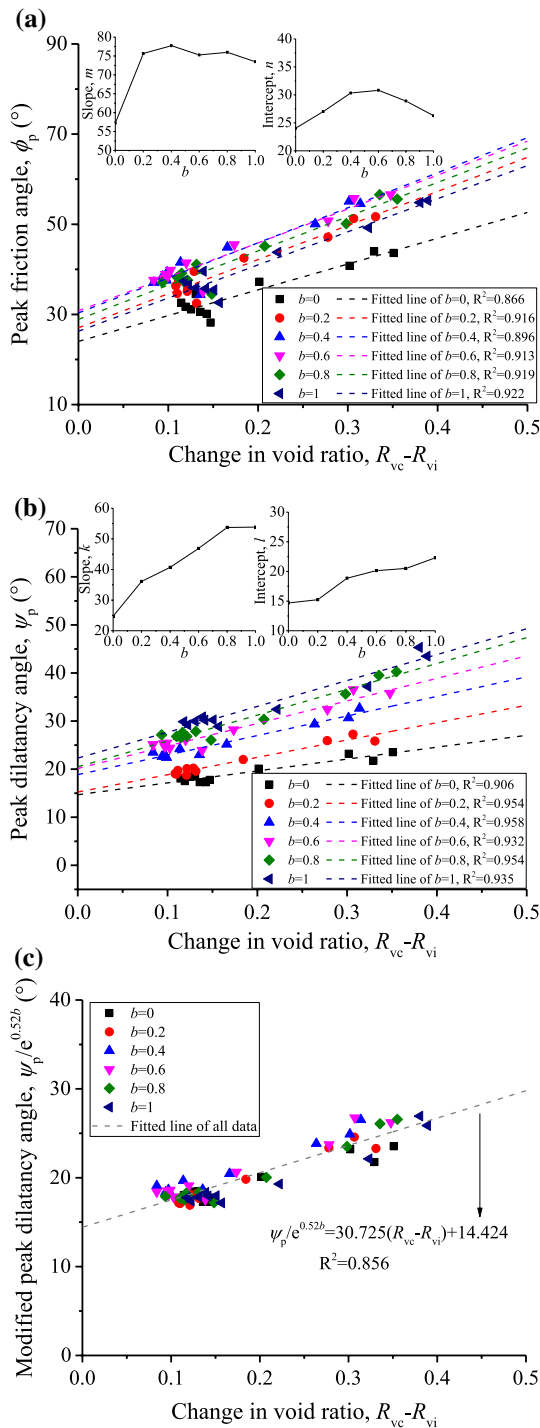 (a)
90
70
50
30
10
Peak friction angle, ϕp (°)
80
75
70
65
60
55
50
Slope, m
0.0 0.2 0.4 0.6 0.8 1.0
b
40
35
30
25
20
Intercept, n
0.0 0.2 0.4 0.6 0.8 1.0
b
b=0 Fitted line of b=0, R²=0.866
b=0.2 Fitted line of b=0.2, R²=0.916
b=0.4 Fitted line of b=0.4, R²=0.896
b=0.6 Fitted line of b=0.6, R²=0.913
b=0.8 Fitted line of b=0.8, R²=0.919
b=1 Fitted line of b=1, R²=0.922
0.0 0.1 0.2 0.3 0.4 0.5
Change in void ratio, Rvc-Rvi
(b)
70
60
50
40
30
20
10
0
Peak dilatancy angle, ψp (°)
60
50
40
30
20
Slope, k
0.0 0.2 0.4 0.6 0.8 1.0
b
30
25
20
15
10
Intercept, l
0.0 0.2 0.4 0.6 0.8 1.0
b
b=0 Fitted line of b=0, R²=0.906
b=0.2 Fitted line of b=0.2, R²=0.954
b=0.4 Fitted line of b=0.4, R²=0.958
b=0.6 Fitted line of b=0.6, R²=0.932
b=0.8 Fitted line of b=0.8, R²=0.954
b=1 Fitted line of b=1, R²=0.935
0.0 0.1 0.2 0.3 0.4 0.5
Change in void ratio, Rvc-Rvi
(c)
40
30
20
10
0
Modified peak dilatancy angle, ψp/e^0.52b (°)
b=0
b=0.2
b=0.4
b=0.6
b=0.8
b=1
Fitted line of all data
ψp/e^0.52b=30.725(Rvc-Rvi)+14.424
R²=0.856
0.0 0.1 0.2 0.3 0.4 0.5
Change in void ratio, Rvc-Rvi